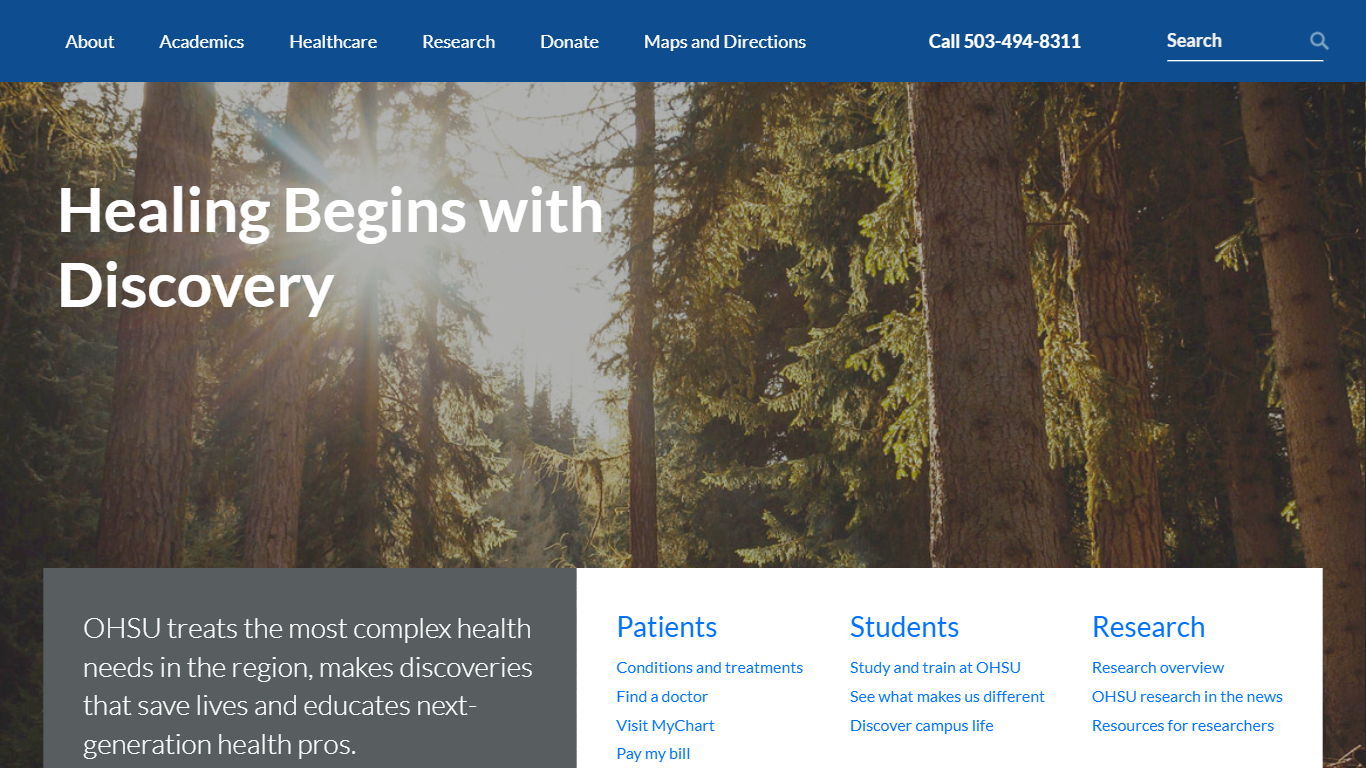 About
Academics
Healthcare
Research
Donate
Maps and Directions
Call 503-494-8311
Search
Healing Begins with
Discovery
OHSU treats the most complex health
needs in the region, makes discoveries
that save lives and educates next-
generation health pros.
Patients
Conditions and treatments
Find a doctor
Visit MyChart
Pay my bill
Students
Study and train at OHSU
See what makes us different
Discover campus life
Research
Research overview
OHSU research in the news
Resources for researchers